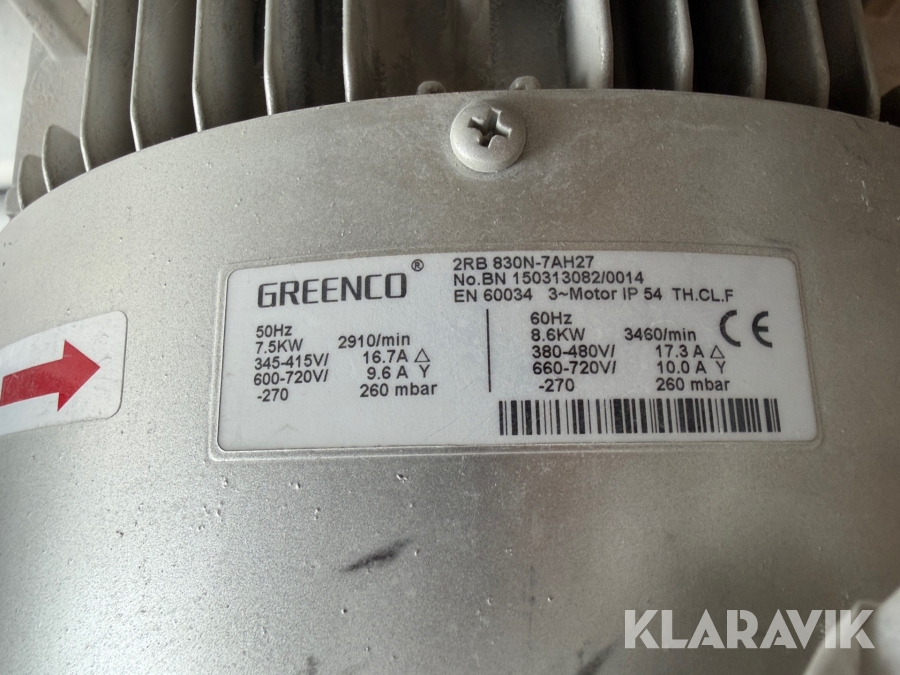 GREENCO ®
2RB 830N-7AH27
No.BN 150313082/0014
EN 60034 3~Motor IP 54 TH.CL.F
50Hz
7.5KW 2910/min
345-415V/ 16.7A △
600-720V/ 9.6 A Y
-270 260 mbar
60Hz
8.6KW 3460/min
380-480V/ 17.3 A △
660-720V/ 10.0 A Y
-270 260 mbar
CE
KLARAVIK